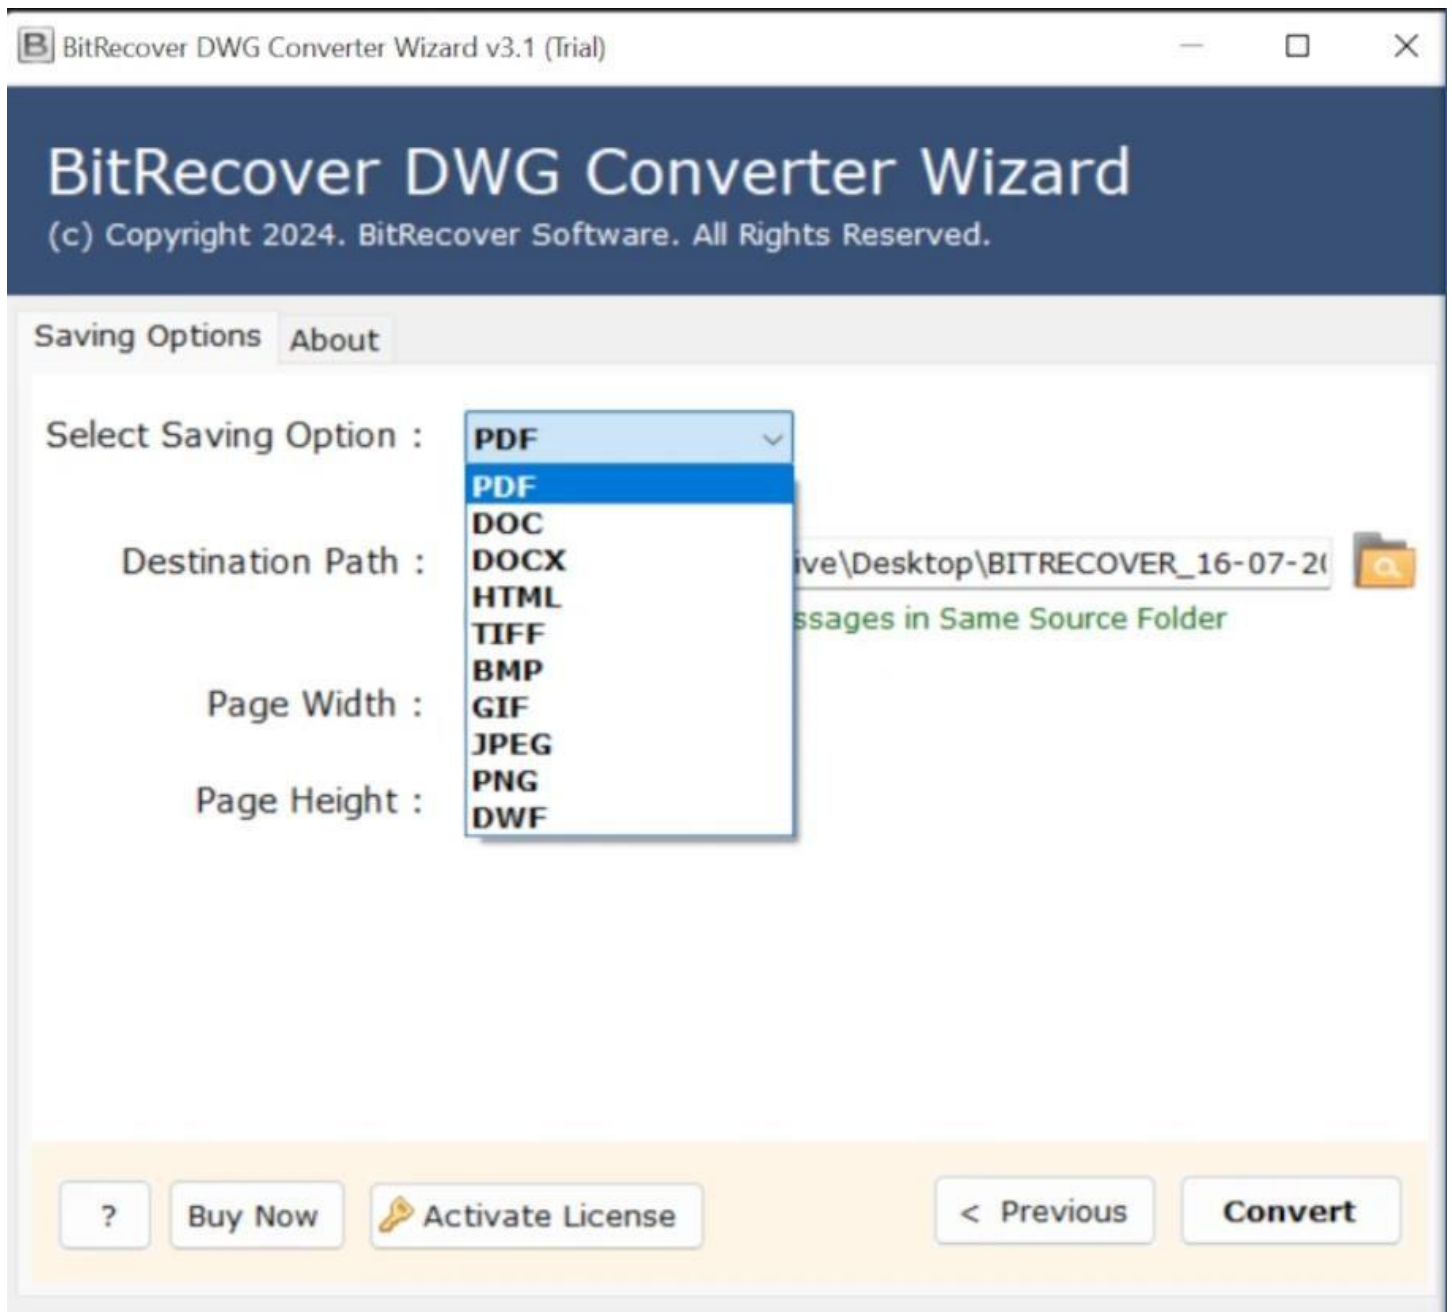 BitRecover DWG Converter Wizard v3.1 (Trial)
BitRecover DWG Converter Wizard
(c) Copyright 2024. BitRecover Software. All Rights Reserved.
Saving Options About
Select Saving Option : PDF
PDF
DOC
Destination Path : DOCX ive\Desktop\BITRECOVER_16-07-20
HTML
TIFF ssages in Same Source Folder
BMP
Page Width : GIF
JPEG
PNG
Page Height : DWF
? Buy Now Activate License < Previous Convert